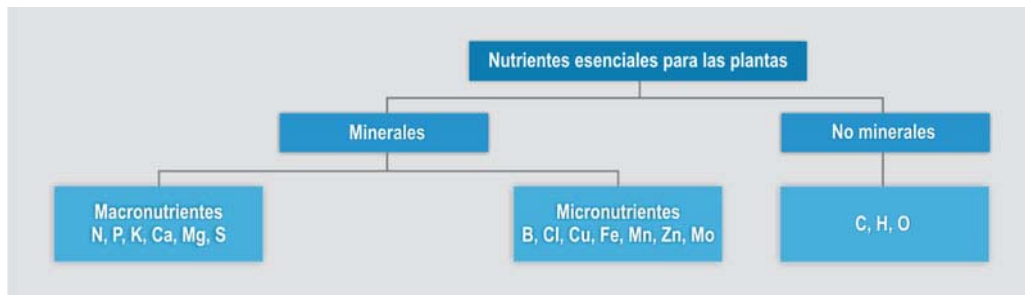 Nutrientes esenciales para las plantas
Minerales
No minerales
Macronutrientes
N, P, K, Ca, Mg, S
Micronutrientes
B, Cl, Cu, Fe, Mn, Zn, Mo
C, H, O